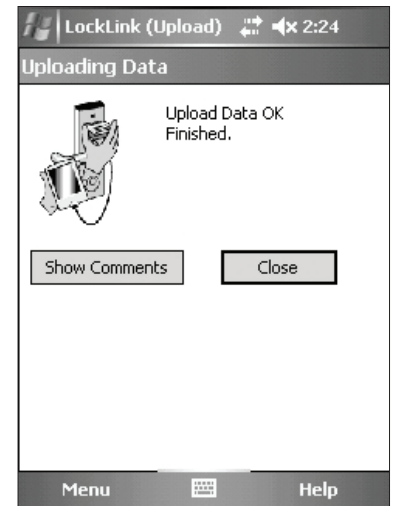 LockLink (Upload) 2:24
Uploading Data
Upload Data OK
Finished.
Show Comments Close
Menu Help